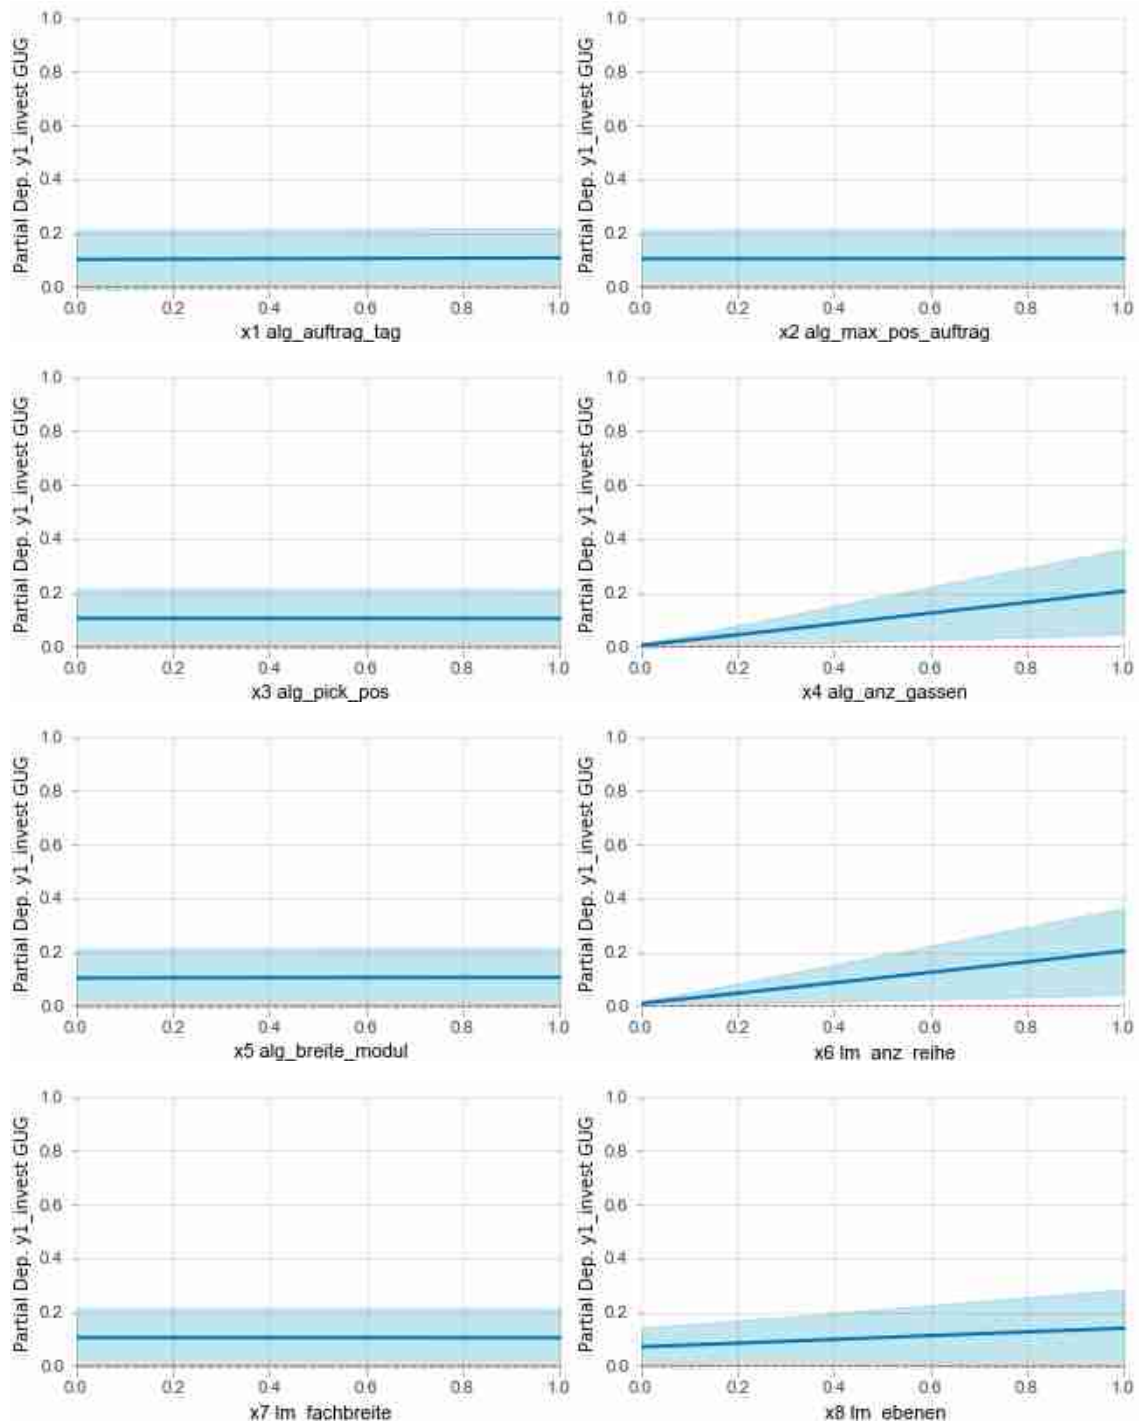 1.0
0.8
0.6
0.4
0.2
0.0
Partial Dep. y1_invest GUG
0.0 0.2 0.4 0.6 0.8 1.0
x1 alg_auftrag_tag
1.0
0.8
0.6
0.4
0.2
0.0
Partial Dep. y1_invest GUG
0.0 0.2 0.4 0.6 0.8 1.0
x2 alg_max_pos_auftrag
1.0
0.8
0.6
0.4
0.2
0.0
Partial Dep. y1_invest GUG
0.0 0.2 0.4 0.6 0.8 1.0
x3 alg_pick_pos
1.0
0.8
0.6
0.4
0.2
0.0
Partial Dep. y1_invest GUG
0.0 0.2 0.4 0.6 0.8 1.0
x4 alg_anz_gassen
1.0
0.8
0.6
0.4
0.2
0.0
Partial Dep. y1_invest GUG
0.0 0.2 0.4 0.6 0.8 1.0
x5 alg_breite_modul
1.0
0.8
0.6
0.4
0.2
0.0
Partial Dep. y1_invest GUG
0.0 0.2 0.4 0.6 0.8 1.0
x6 lm_anz_reihe
1.0
0.8
0.6
0.4
0.2
0.0
Partial Dep. y1_invest GUG
0.0 0.2 0.4 0.6 0.8 1.0
x7 lm_fachbreite
1.0
0.8
0.6
0.4
0.2
0.0
Partial Dep. y1_invest GUG
0.0 0.2 0.4 0.6 0.8 1.0
x8 lm_ebenen